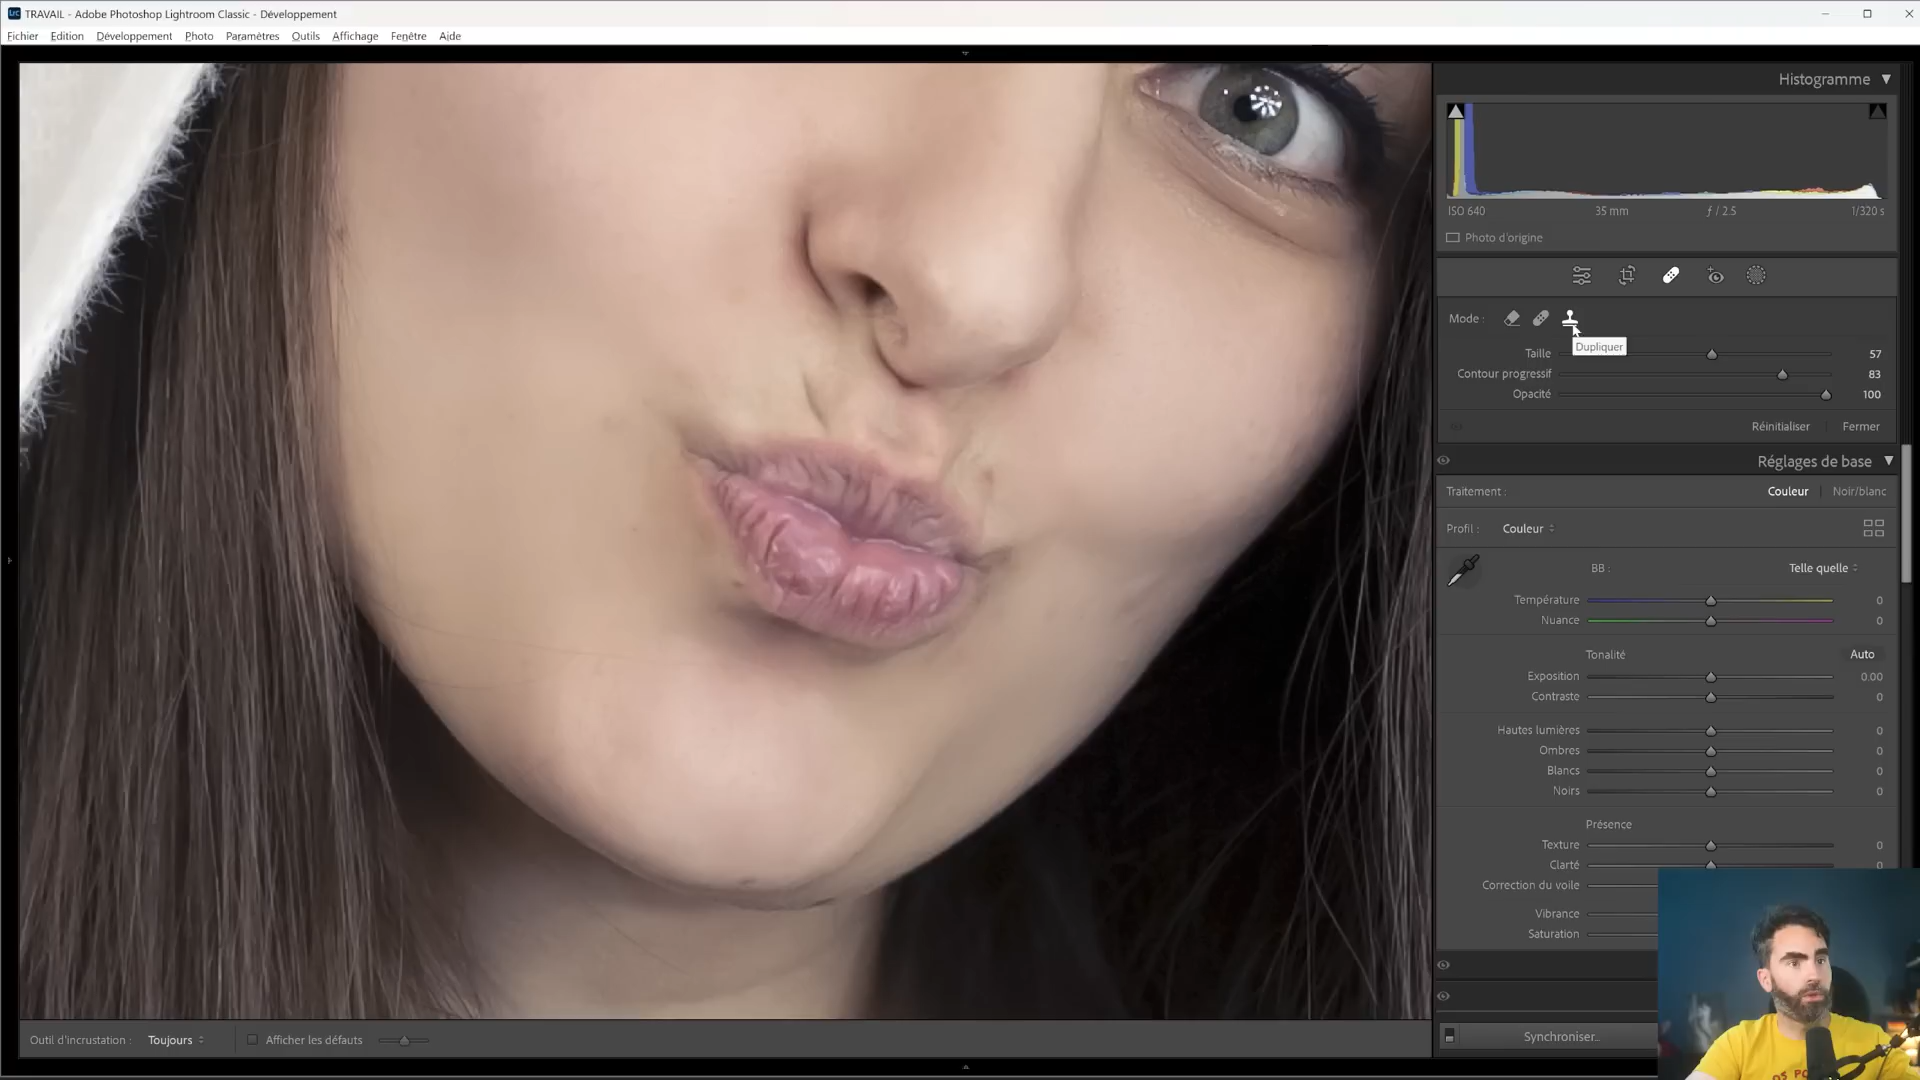 TRAVAIL - Adobe Photoshop Lightroom Classic - Développement
Fichier Edition Développement Photo Paramètres Outils Affichage Fenêtre Aide
Histogramme
ISO 640 35 mm ƒ / 2.5 1/320 s
Photo d'origine
Mode :
Dupliquer
Taille 57
Contour progressif 83
Opacité 100
Réinitialiser Fermer
Réglages de base
Traitement : Couleur Noir/blanc
Profil : Couleur
BB : Telle quelle
Température 0
Nuance 0
Tonalité Auto
Exposition 0.00
Contraste 0
Hautes lumières 0
Ombres 0
Blancs 0
Noirs 0
Présence
Texture 0
Clarté 0
Correction du voile
Vibrance
Saturation
Synchroniser...
Outil d'incrustation : Toujours Afficher les défauts